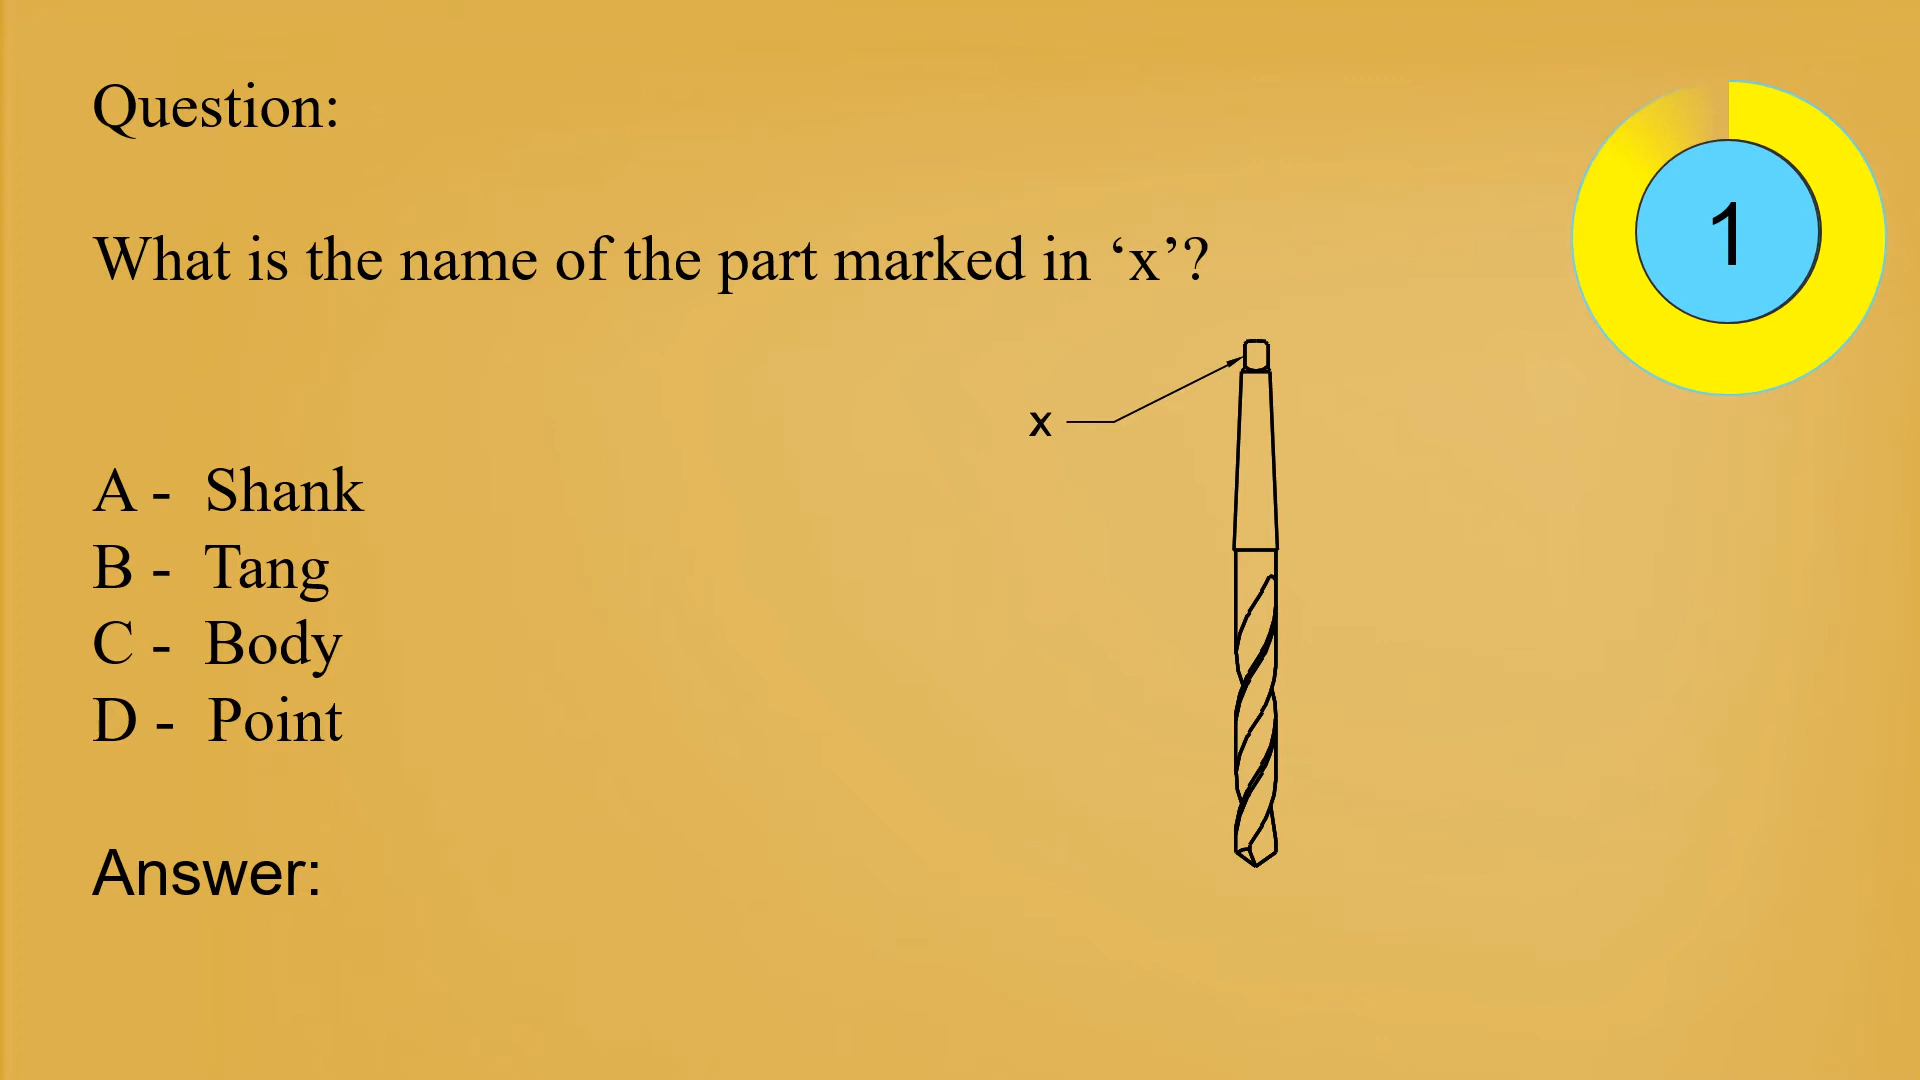 Question:
1
What is the name of the part marked in ‘x’?
x
A - Shank
B - Tang
C - Body
D - Point
Answer: